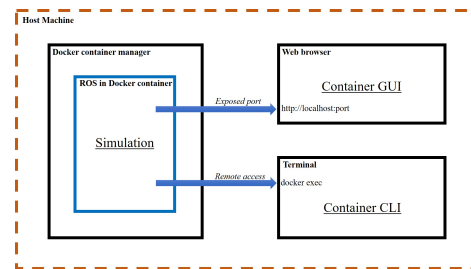 Host Machine
Docker container manager
ROS in Docker container
Simulation
Exposed port
Remote access
Web browser
Container GUI
http://localhost:port
Terminal
docker exec
Container CLI